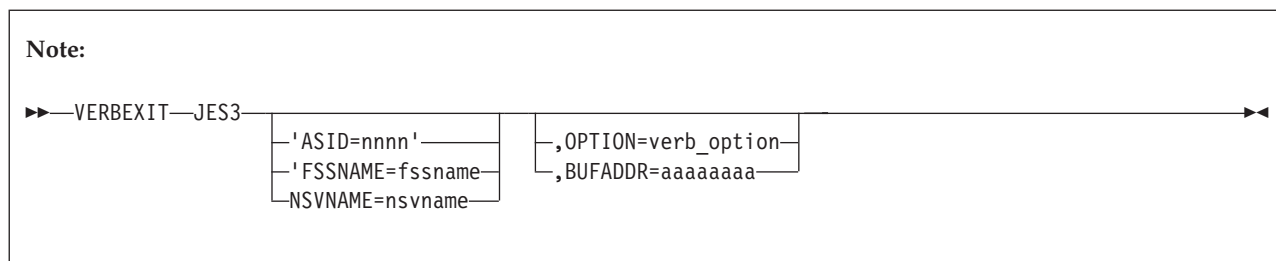 Note:
VERBEXIT JES3
'ASID=nnnn' ,OPTION=verb_option
'FSSNAME=fssname ,BUFADDR=aaaaaaaa
NSVNAME=nsvname